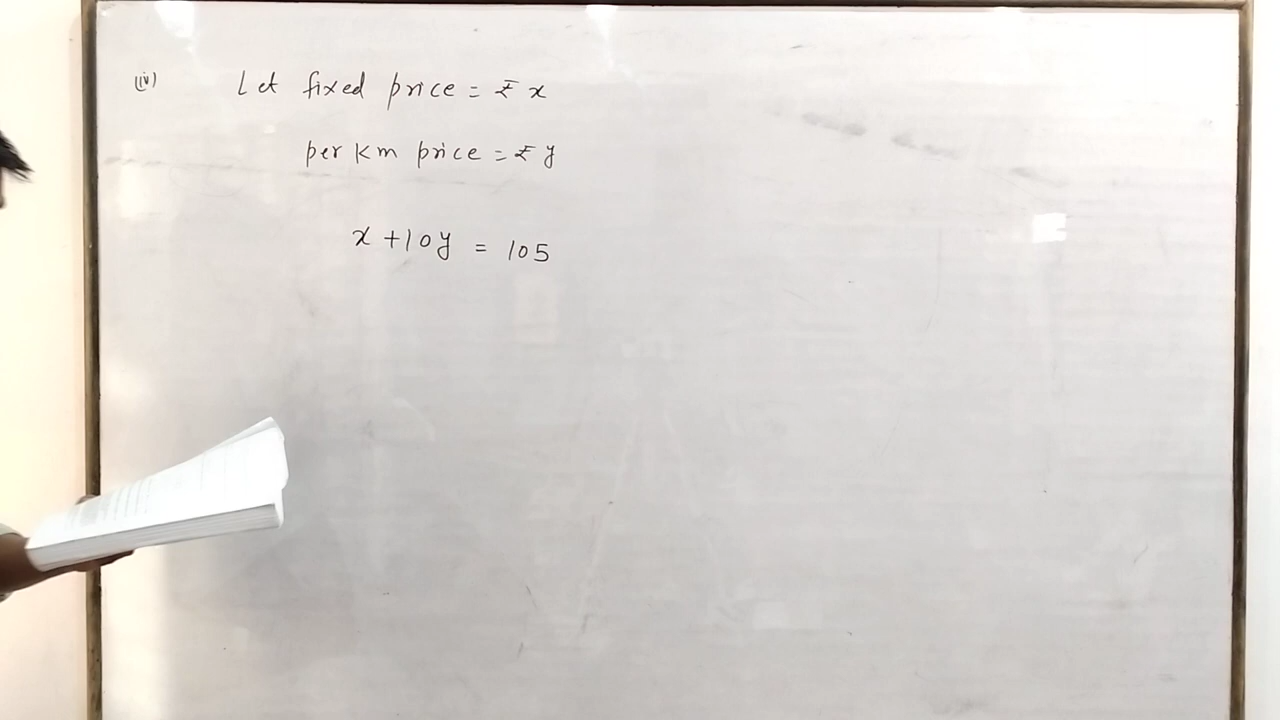 (iv) Let fixed price = ₹ x
per Km price = ₹ y
x + 10y = 105